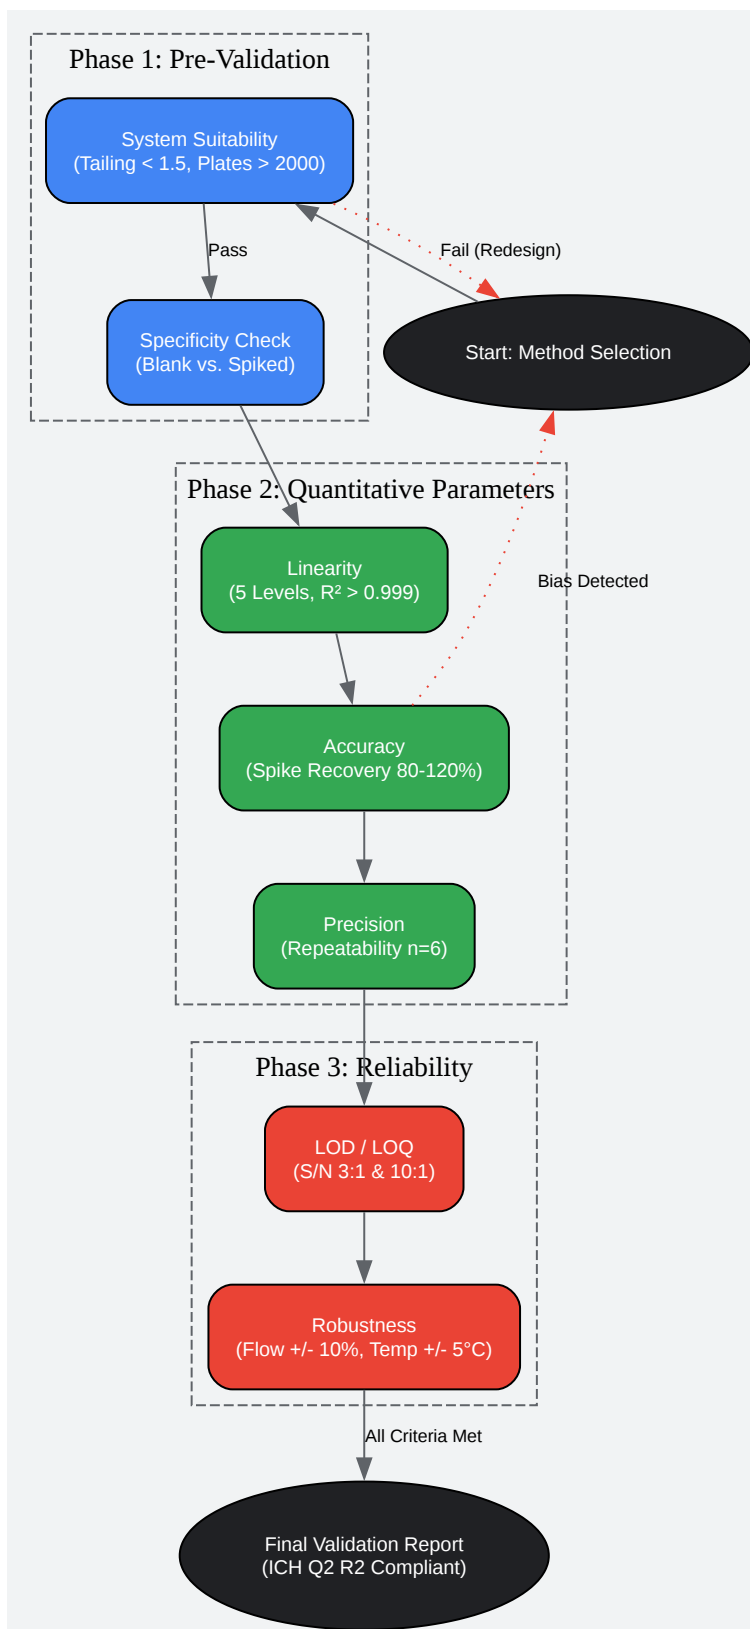 Phase 1: Pre-Validation
System Suitability
(Tailing < 1.5, Plates > 2000)
Pass
Fail (Redesign)
Specificity Check
(Blank vs. Spiked)
Start: Method Selection
Phase 2: Quantitative Parameters
Linearity
(5 Levels, R² > 0.999)
Bias Detected
Accuracy
(Spike Recovery 80-120%)
Precision
(Repeatability n=6)
Phase 3: Reliability
LOD / LOQ
(S/N 3:1 & 10:1)
Robustness
(Flow +/- 10%, Temp +/- 5°C)
All Criteria Met
Final Validation Report
(ICH Q2 R2 Compliant)